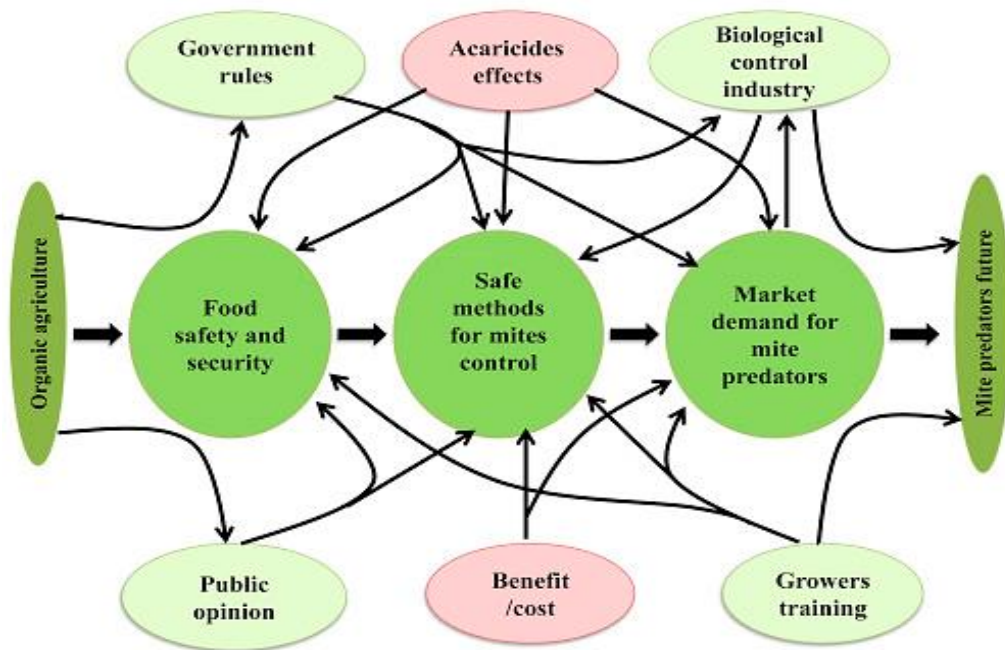 Government
rules
Acaricides
effects
Biological
control
industry
Organic agriculture
Food
safety and
security
Safe
methods
for mites
control
Market
demand for
mite
predators
Mite predators future
Public
opinion
Benefit
/cost
Growers
training